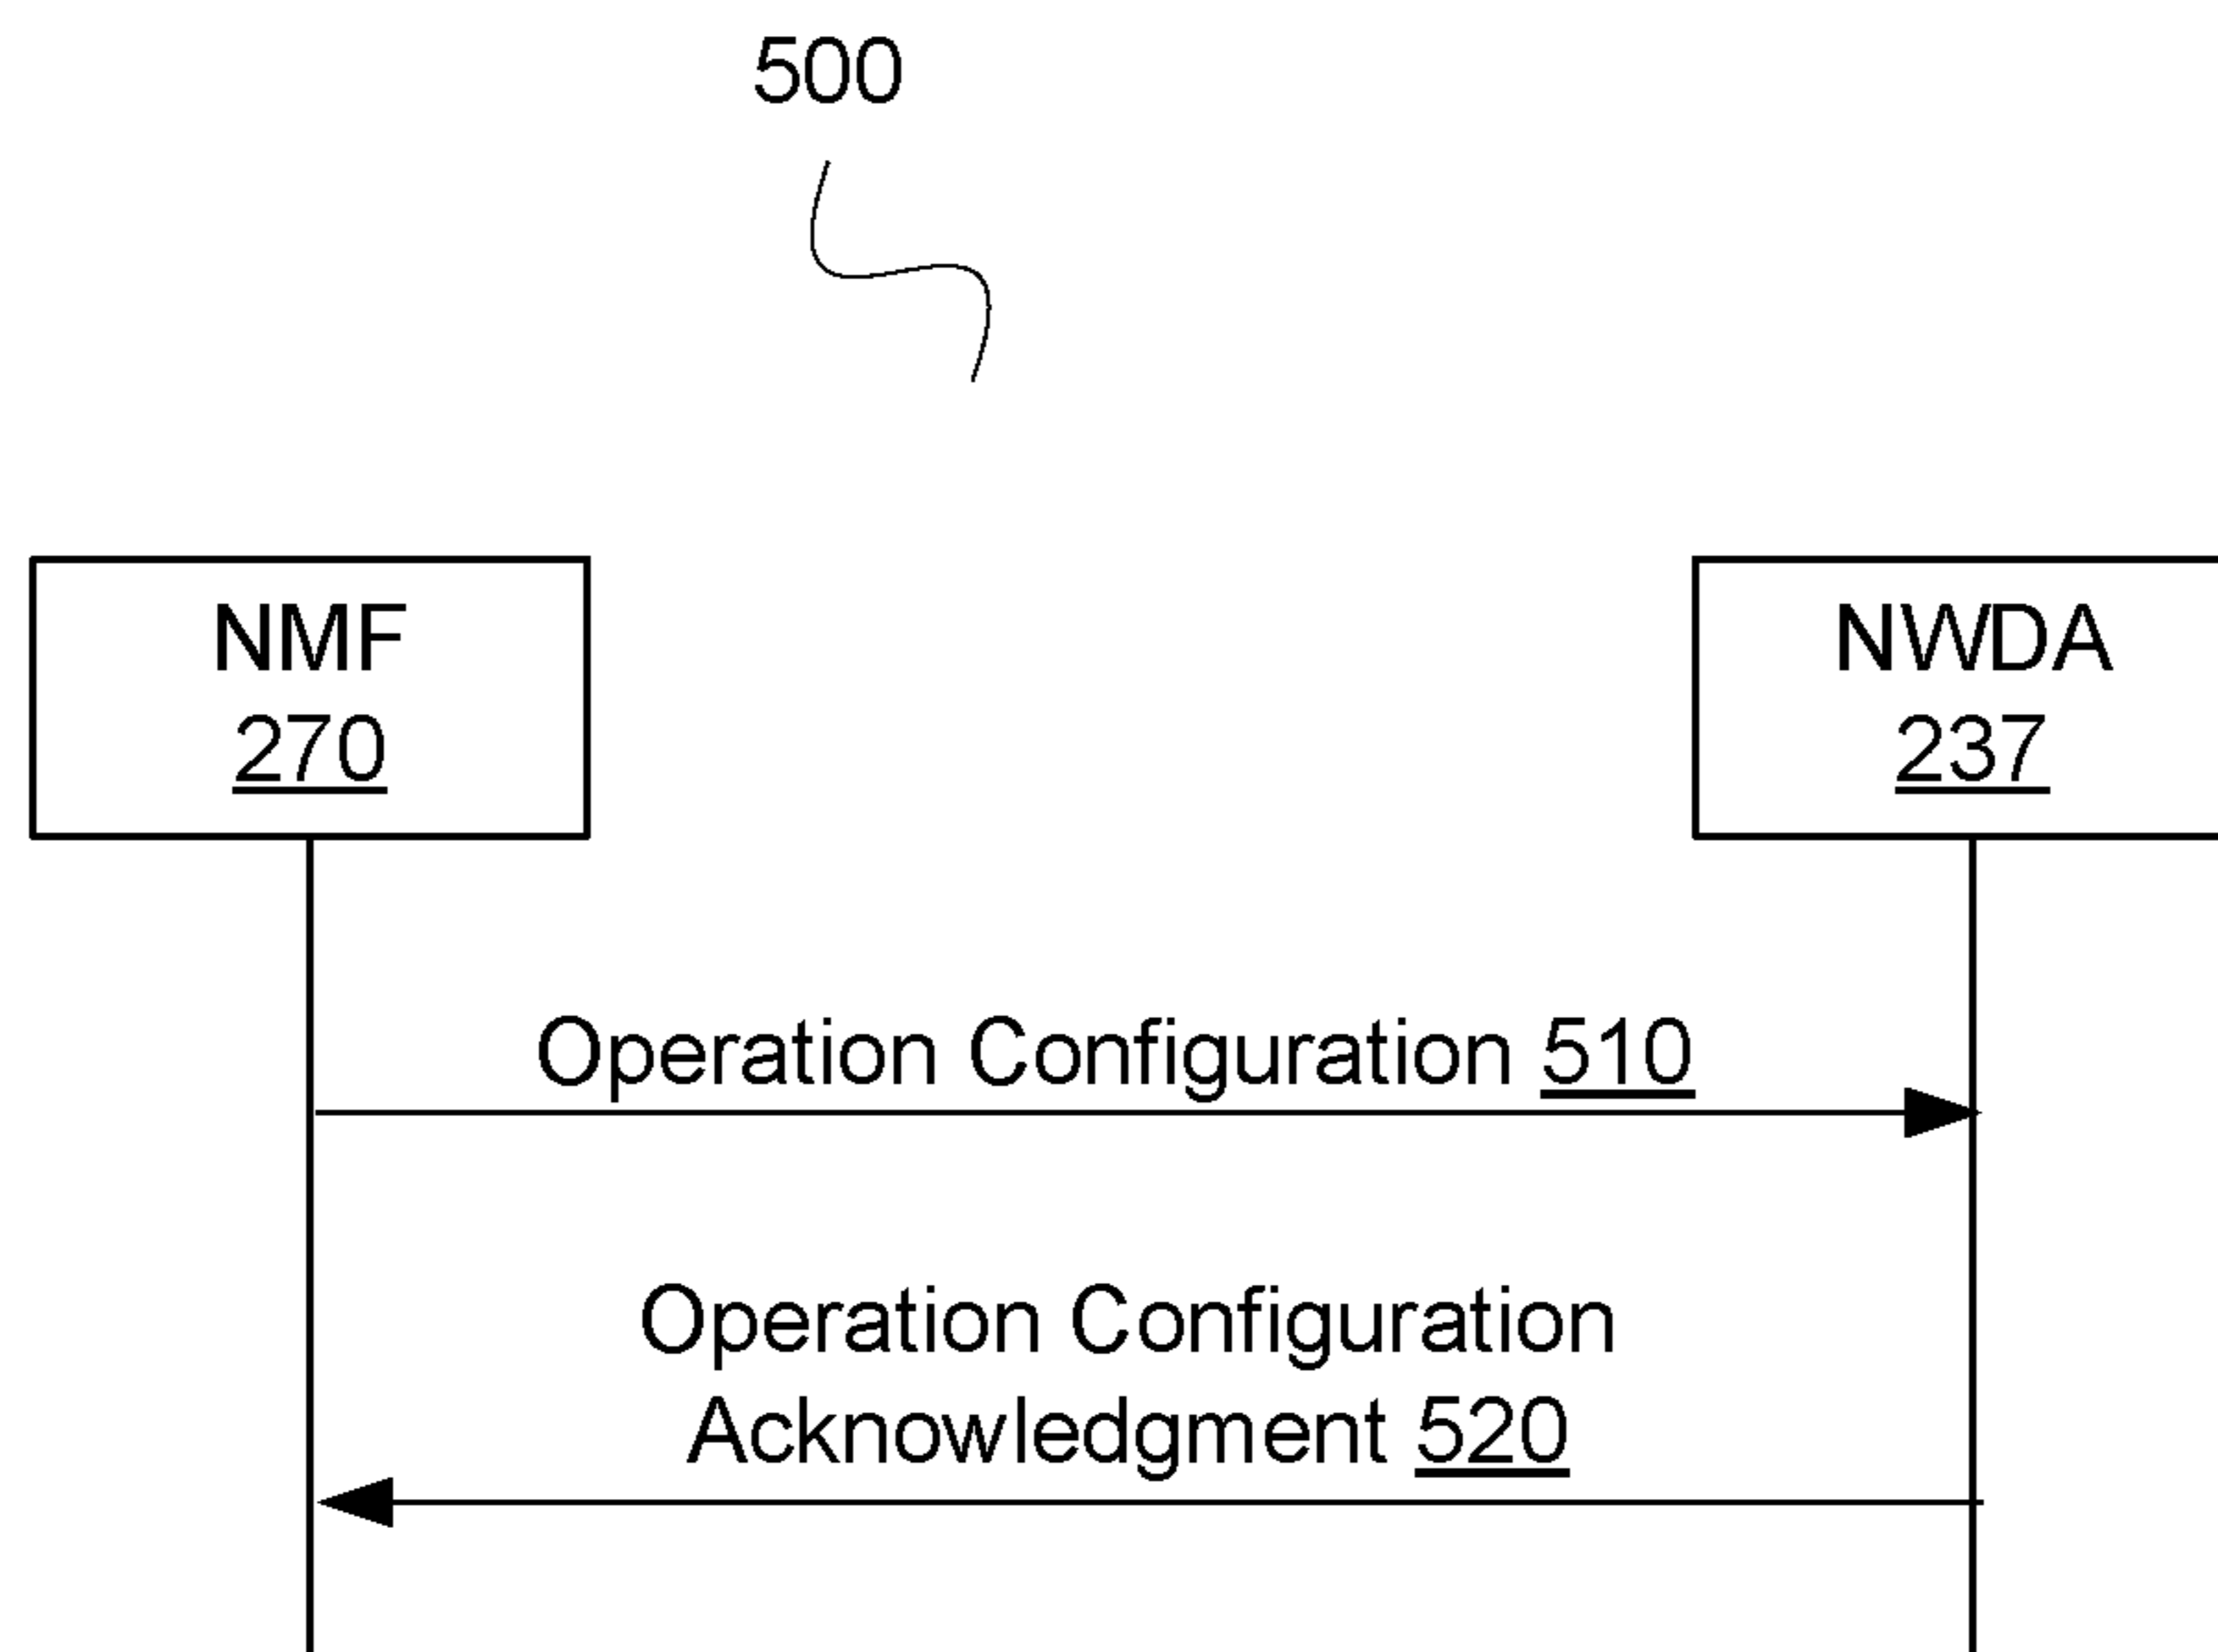 500
NMF
270
NWDA
237
Operation Configuration 510
Operation Configuration
Acknowledgment 520